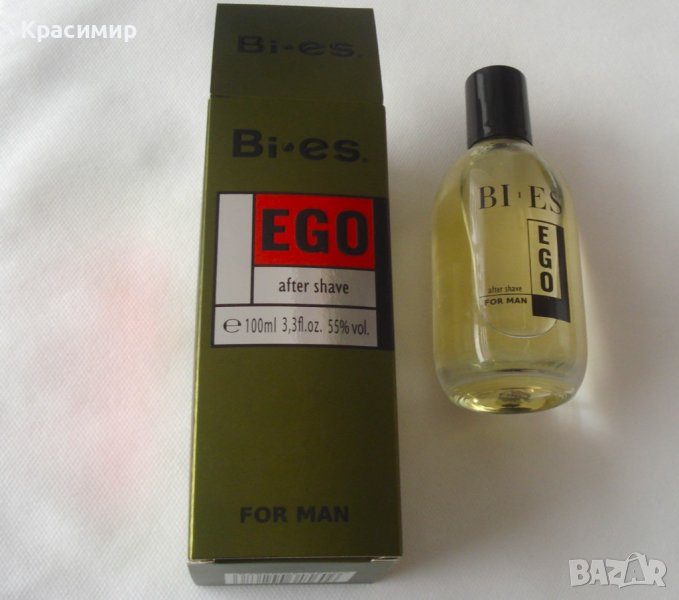 Красимир
Bi-es.
Bi-es.
EGO
after shave
℮ 100ml 3,3fl.oz. 55% vol.
FOR MAN
BI-ES
EGO
after shave
FOR MAN
BAZAR